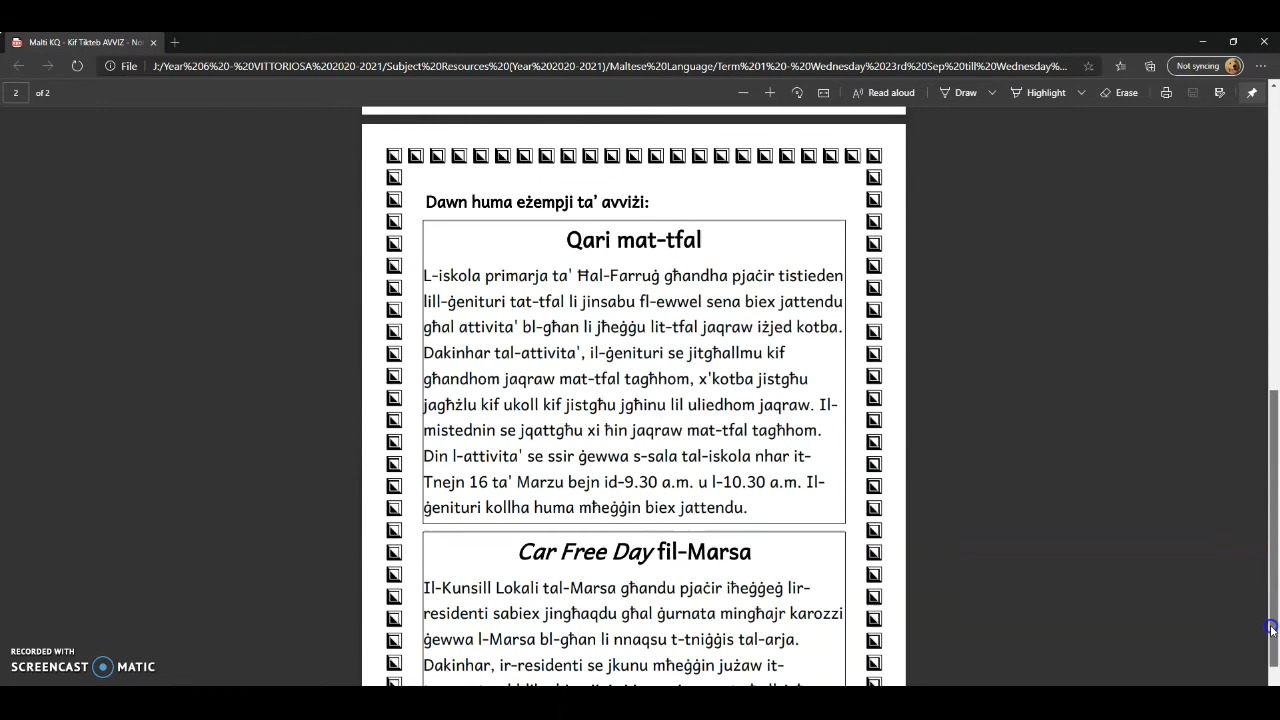 Malti KQ - Kif Tikteb AVVIZ - Not
File
J:/Year%206%20-%20VITTORIOSA%202020-2021/Subject%20Resources%20(Year%202020-2021)/Maltese%20Language/Term%201%20-%20Wednesday%2023rd%20Sep%20till%20Wednesday%...
Not syncing
2 of 2
Read aloud
Draw
Highlight
Erase
Dawn huma eżempji ta' avviżi:
Qari mat-tfal
L-iskola primarja ta' Ħal-Farruġ għandha pjaċir tistieden
lill-ġenituri tat-tfal li jinsabu fl-ewwel sena biex jattendu
għal attivita' bl-għan li jħeġġu lit-tfal jaqraw iżjed kotba.
Dakinhar tal-attivita', il-ġenituri se jitgħallmu kif
għandhom jaqraw mat-tfal tagħhom, x'kotba jistgħu
jagħżlu kif ukoll kif jistgħu jgħinu lil uliedhom jaqraw. Il-
mistednin se jqattgħu xi ħin jaqraw mat-tfal tagħhom.
Din l-attivita' se ssir ġewwa s-sala tal-iskola nhar it-
Tnejn 16 ta' Marzu bejn id-9.30 a.m. u l-10.30 a.m. Il-
ġenituri kollha huma mħeġġin biex jattendu.
Car Free Day fil-Marsa
Il-Kunsill Lokali tal-Marsa għandu pjaċir iħeġġeġ lir-
residenti sabiex jingħaqdu għal ġurnata mingħajr karozzi
ġewwa l-Marsa bl-għan li nnaqsu t-tniġġis tal-arja.
Dakinhar, ir-residenti se jkunu mħeġġin jużaw it-
RECORDED WITH
SCREENCAST MATIC